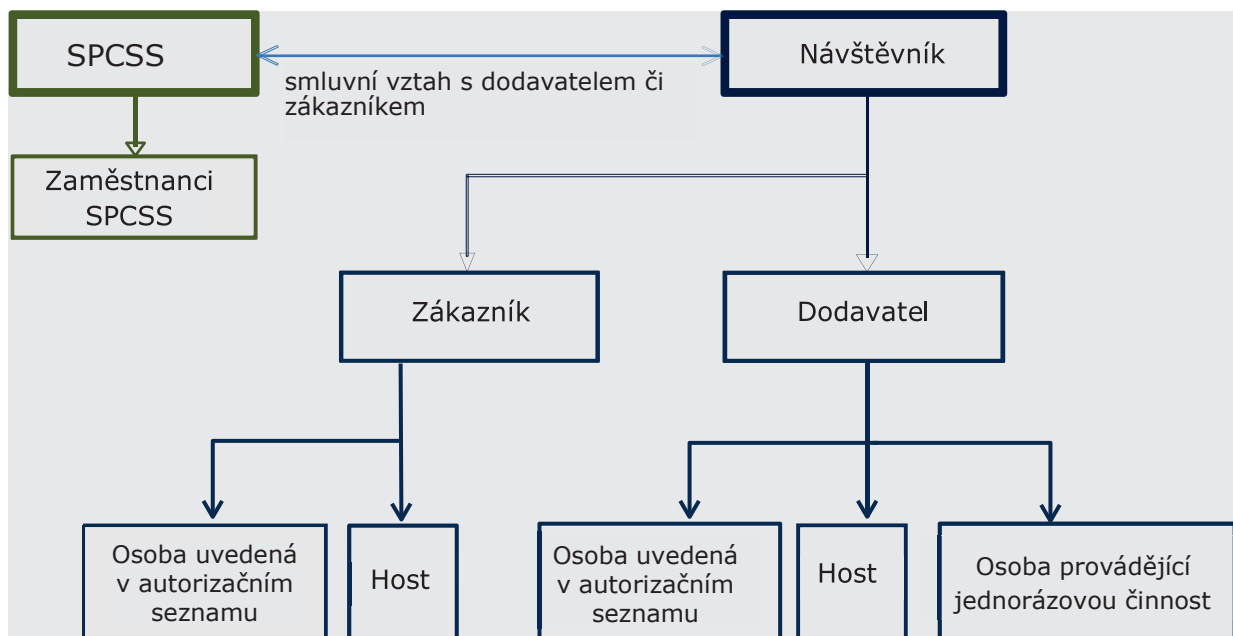 SPCSS
Návštěvník
smluvní vztah s dodavatelem či
zákazníkem
Zaměstnanci
SPCSS
Zákazník
Dodavatel
Osoba uvedená
v autorizačním
seznamu
Host
Osoba uvedená
v autorizačním
seznamu
Host
Osoba provádějící
jednorázovou činnost